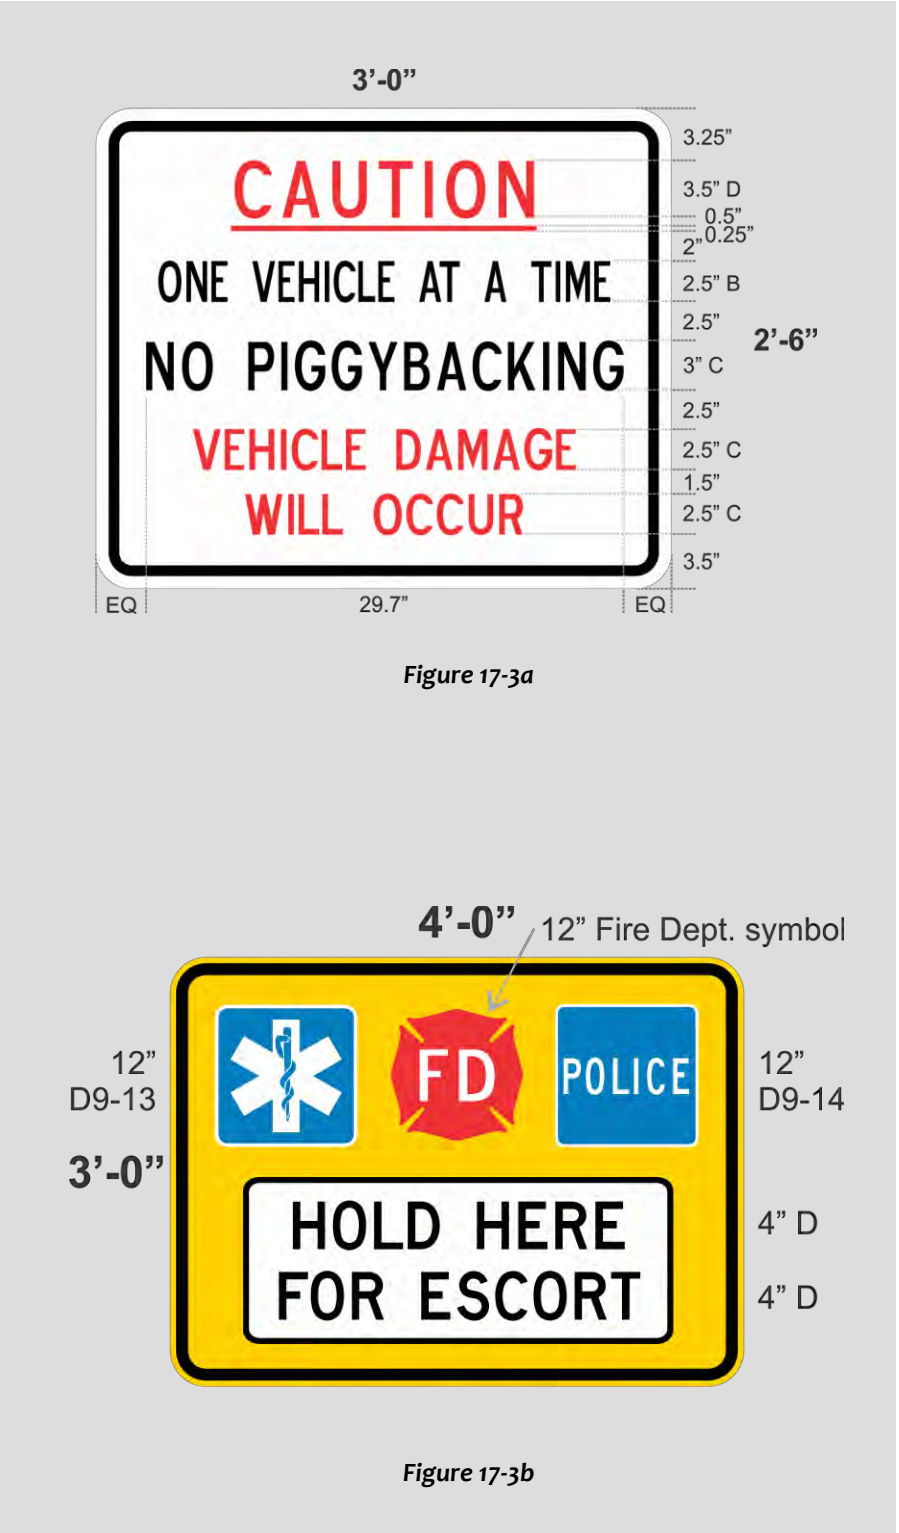 3’-0”
3.25”
CAUTION
3.5” D
0.5”
0.25”
2”
ONE VEHICLE AT A TIME
2.5” B
2.5”
2’-6”
NO PIGGYBACKING
3” C
2.5”
VEHICLE DAMAGE
2.5” C
1.5”
WILL OCCUR
2.5” C
3.5”
EQ 29.7” EQ
Figure 17-3a
4’-0”
12” Fire Dept. symbol
12”
D9-13
FD
POLICE
12”
D9-14
3’-0”
HOLD HERE
4” D
FOR ESCORT
4” D
Figure 17-3b